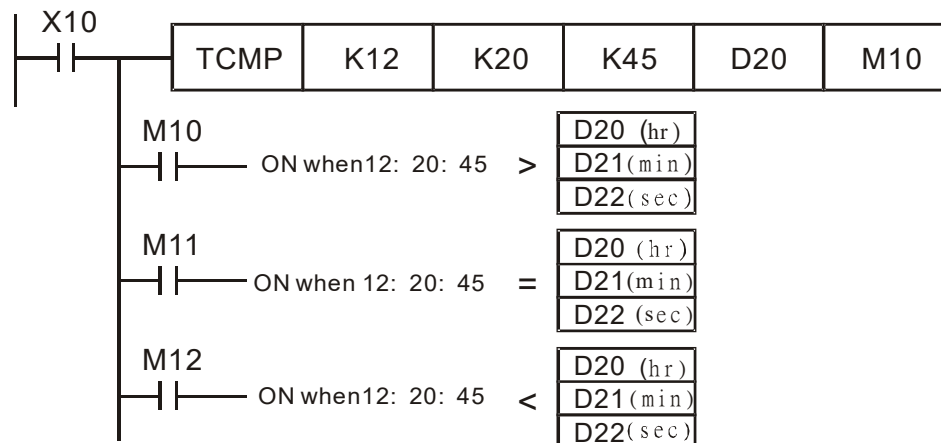 X10
TCMP K12 K20 K45 D20 M10
M10
ON when12: 20: 45 >
D20 (hr)
D21(min)
D22(sec)
M11
ON when 12: 20: 45 =
D20 (hr)
D21(min)
D22 (sec)
M12
ON when12: 20: 45 <
D20 (hr)
D21(min)
D22(sec)